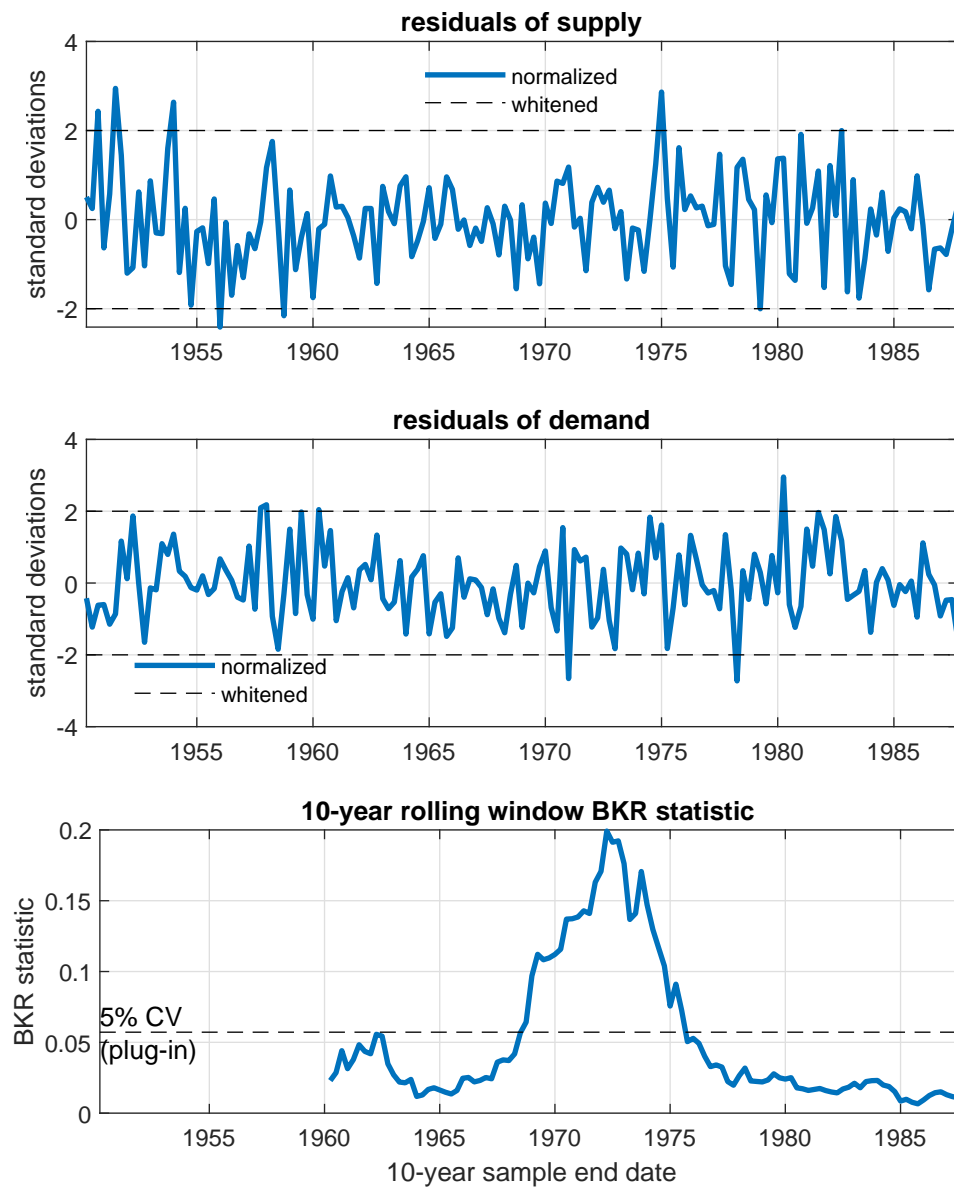 residuals of supply
4
2
0
-2
standard deviations
normalized
whitened
1955 1960 1965 1970 1975 1980 1985
residuals of demand
4
2
0
-2
-4
standard deviations
normalized
whitened
1955 1960 1965 1970 1975 1980 1985
10-year rolling window BKR statistic
0.2
0.15
0.1
0.05
0
BKR statistic
5% CV
(plug-in)
1955 1960 1965 1970 1975 1980 1985
10-year sample end date